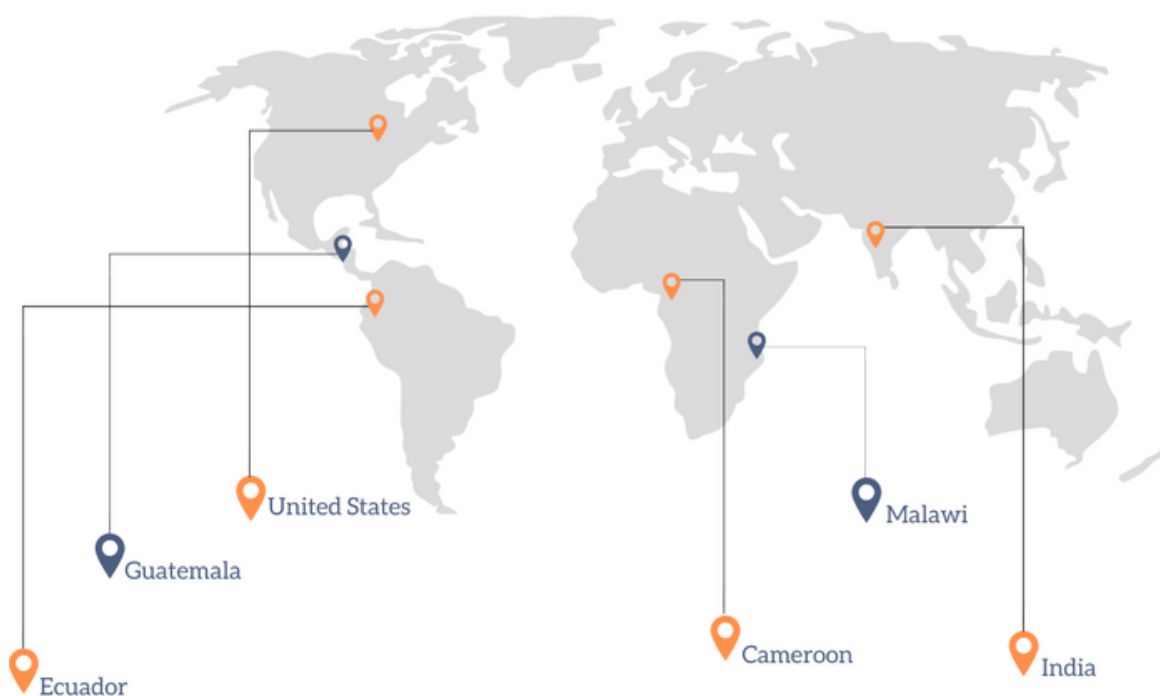 United States
Malawi
Guatemala
Cameroon
India
Ecuador